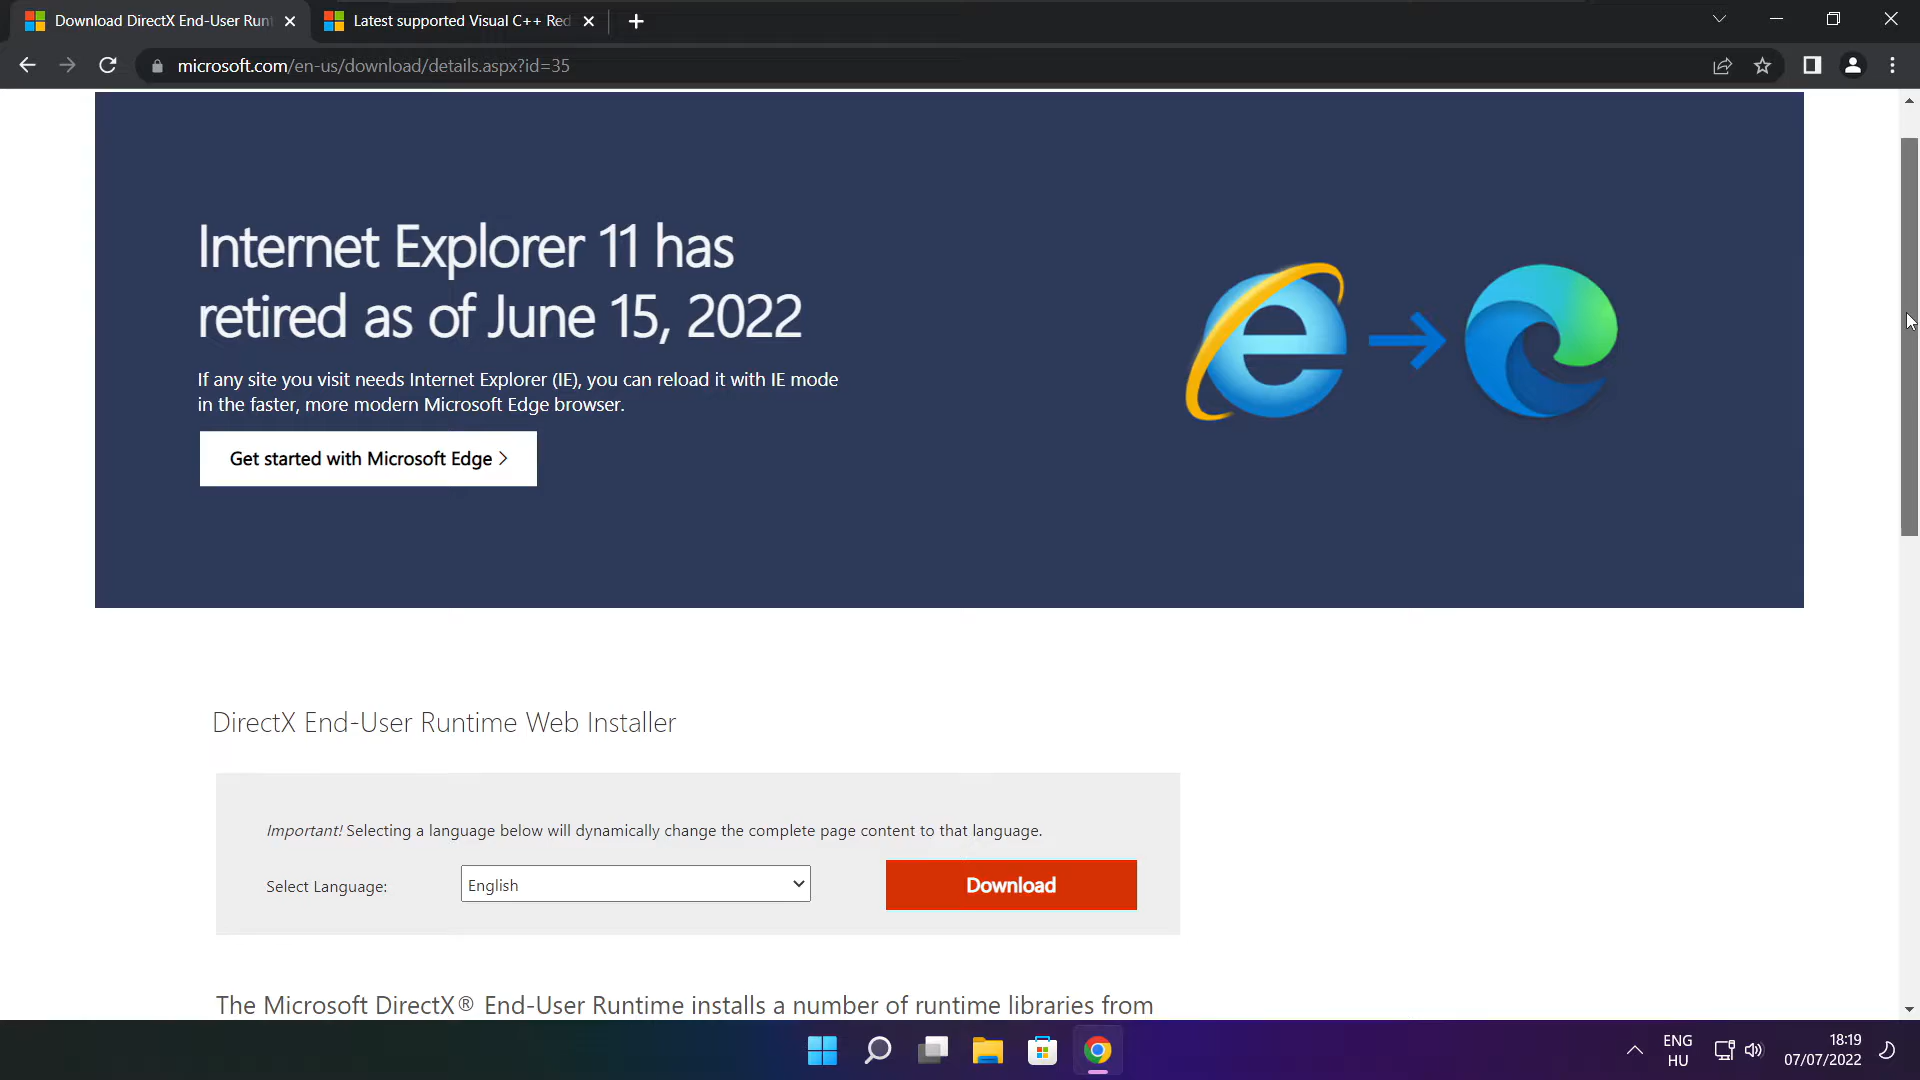 Download DirectX End-User Runt
Latest supported Visual C++ Red
microsoft.com/en-us/download/details.aspx?id=35
Internet Explorer 11 has
retired as of June 15, 2022
If any site you visit needs Internet Explorer (IE), you can reload it with IE mode
in the faster, more modern Microsoft Edge browser.
Get started with Microsoft Edge
DirectX End-User Runtime Web Installer
Important! Selecting a language below will dynamically change the complete page content to that language.
Select Language:
English
Download
The Microsoft DirectX® End-User Runtime installs a number of runtime libraries from
ENG
HU
18:19
07/07/2022